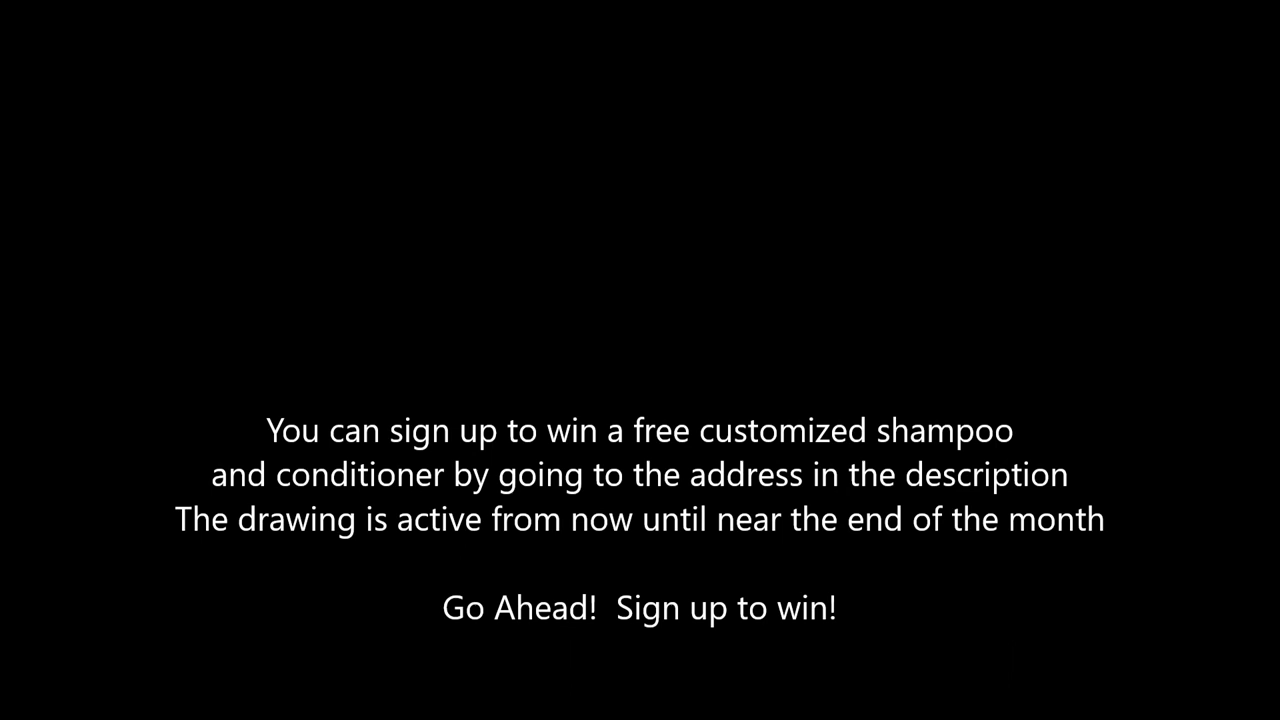 You can sign up to win a free customized shampoo
and conditioner by going to the address in the description
The drawing is active from now until near the end of the month
Go Ahead!  Sign up to win!